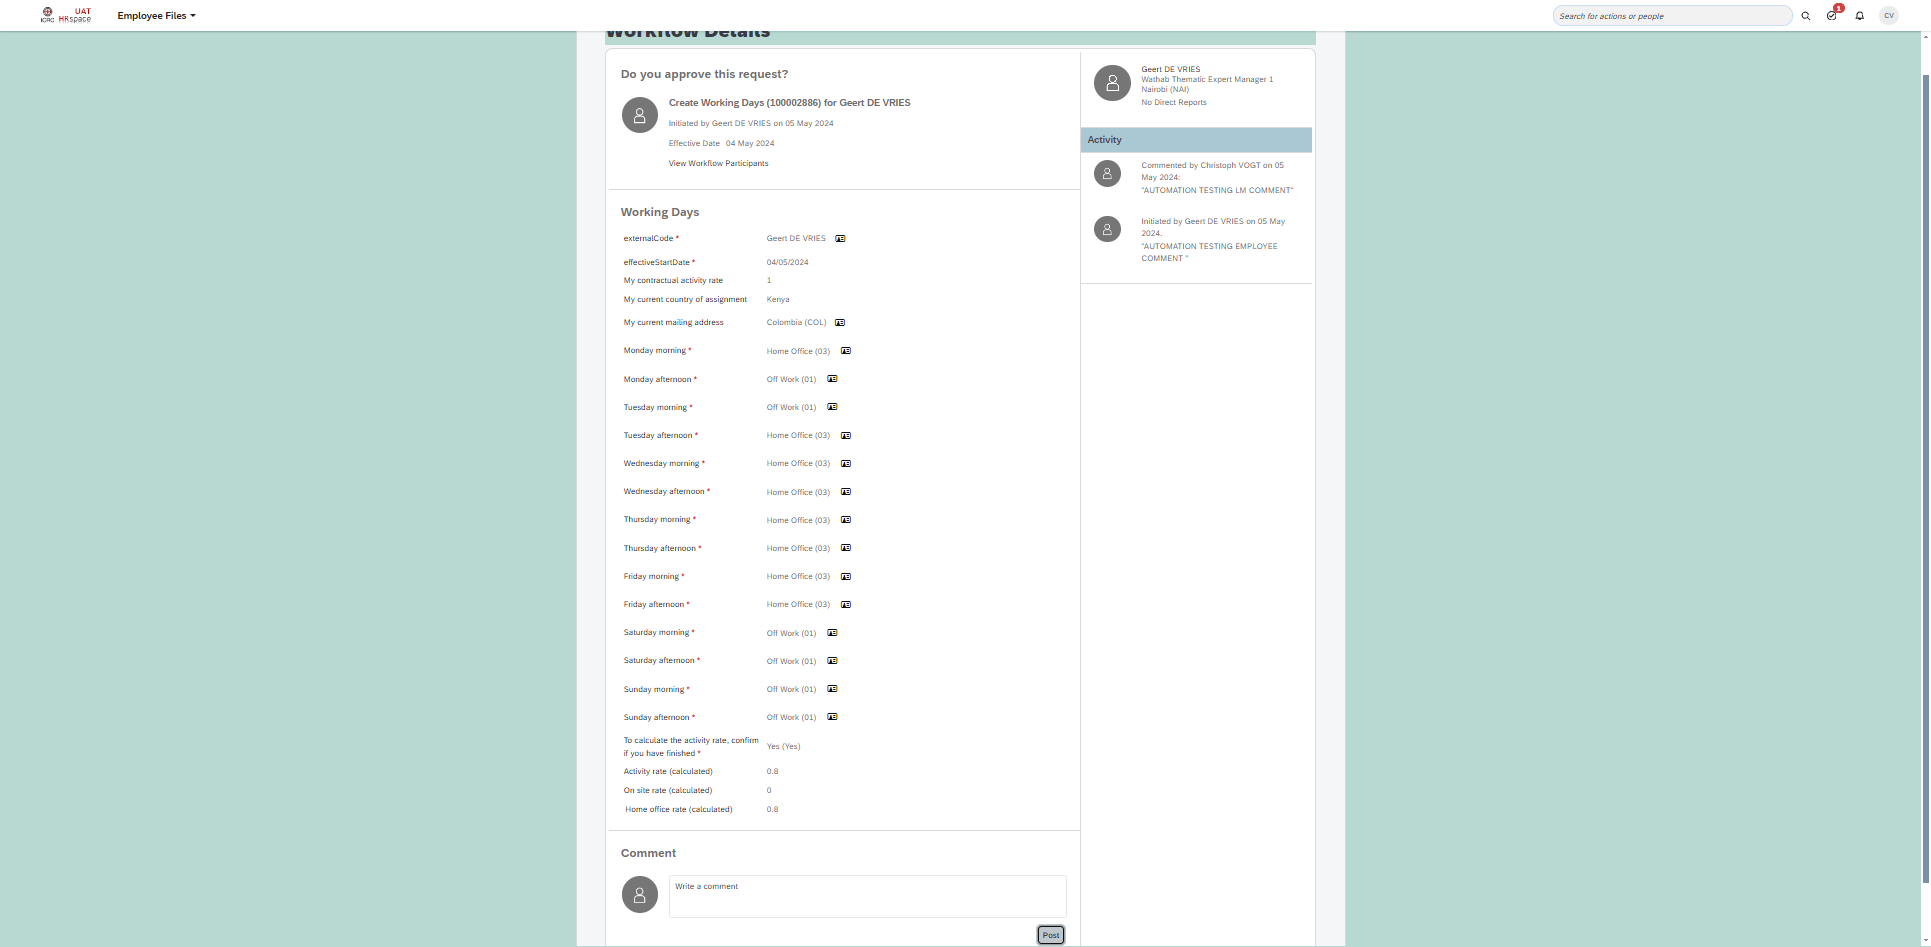 ICRC
UAT
HRspace
Employee Files
Search for actions or people
1
CV
Workflow Details
Do you approve this request?
Create Working Days (100002886) for Geert DE VRIES
Initiated by Geert DE VRIES on 05 May 2024
Effective Date 04 May 2024
View Workflow Participants
Working Days
externalCode * Geert DE VRIES
effectiveStartDate * 04/05/2024
My contractual activity rate 1
My current country of assignment Kenya
My current mailing address Colombia (COL)
Monday morning * Home Office (03)
Monday afternoon * Off Work (01)
Tuesday morning * Off Work (01)
Tuesday afternoon * Home Office (03)
Wednesday morning * Home Office (03)
Wednesday afternoon * Home Office (03)
Thursday morning * Home Office (03)
Thursday afternoon * Home Office (03)
Friday morning * Home Office (03)
Friday afternoon * Home Office (03)
Saturday morning * Off Work (01)
Saturday afternoon * Off Work (01)
Sunday morning * Off Work (01)
Sunday afternoon * Off Work (01)
To calculate the activity rate, confirm
if you have finished * Yes (Yes)
Activity rate (calculated) 0.8
On site rate (calculated) 0
Home office rate (calculated) 0.8
Comment
Write a comment
Post
Geert DE VRIES
Wathab Thematic Expert Manager 1
Nairobi (NAI)
No Direct Reports
Activity
Commented by Christoph VOGT on 05
May 2024:
"AUTOMATION TESTING LM COMMENT"
Initiated by Geert DE VRIES on 05 May
2024.
"AUTOMATION TESTING EMPLOYEE
COMMENT "